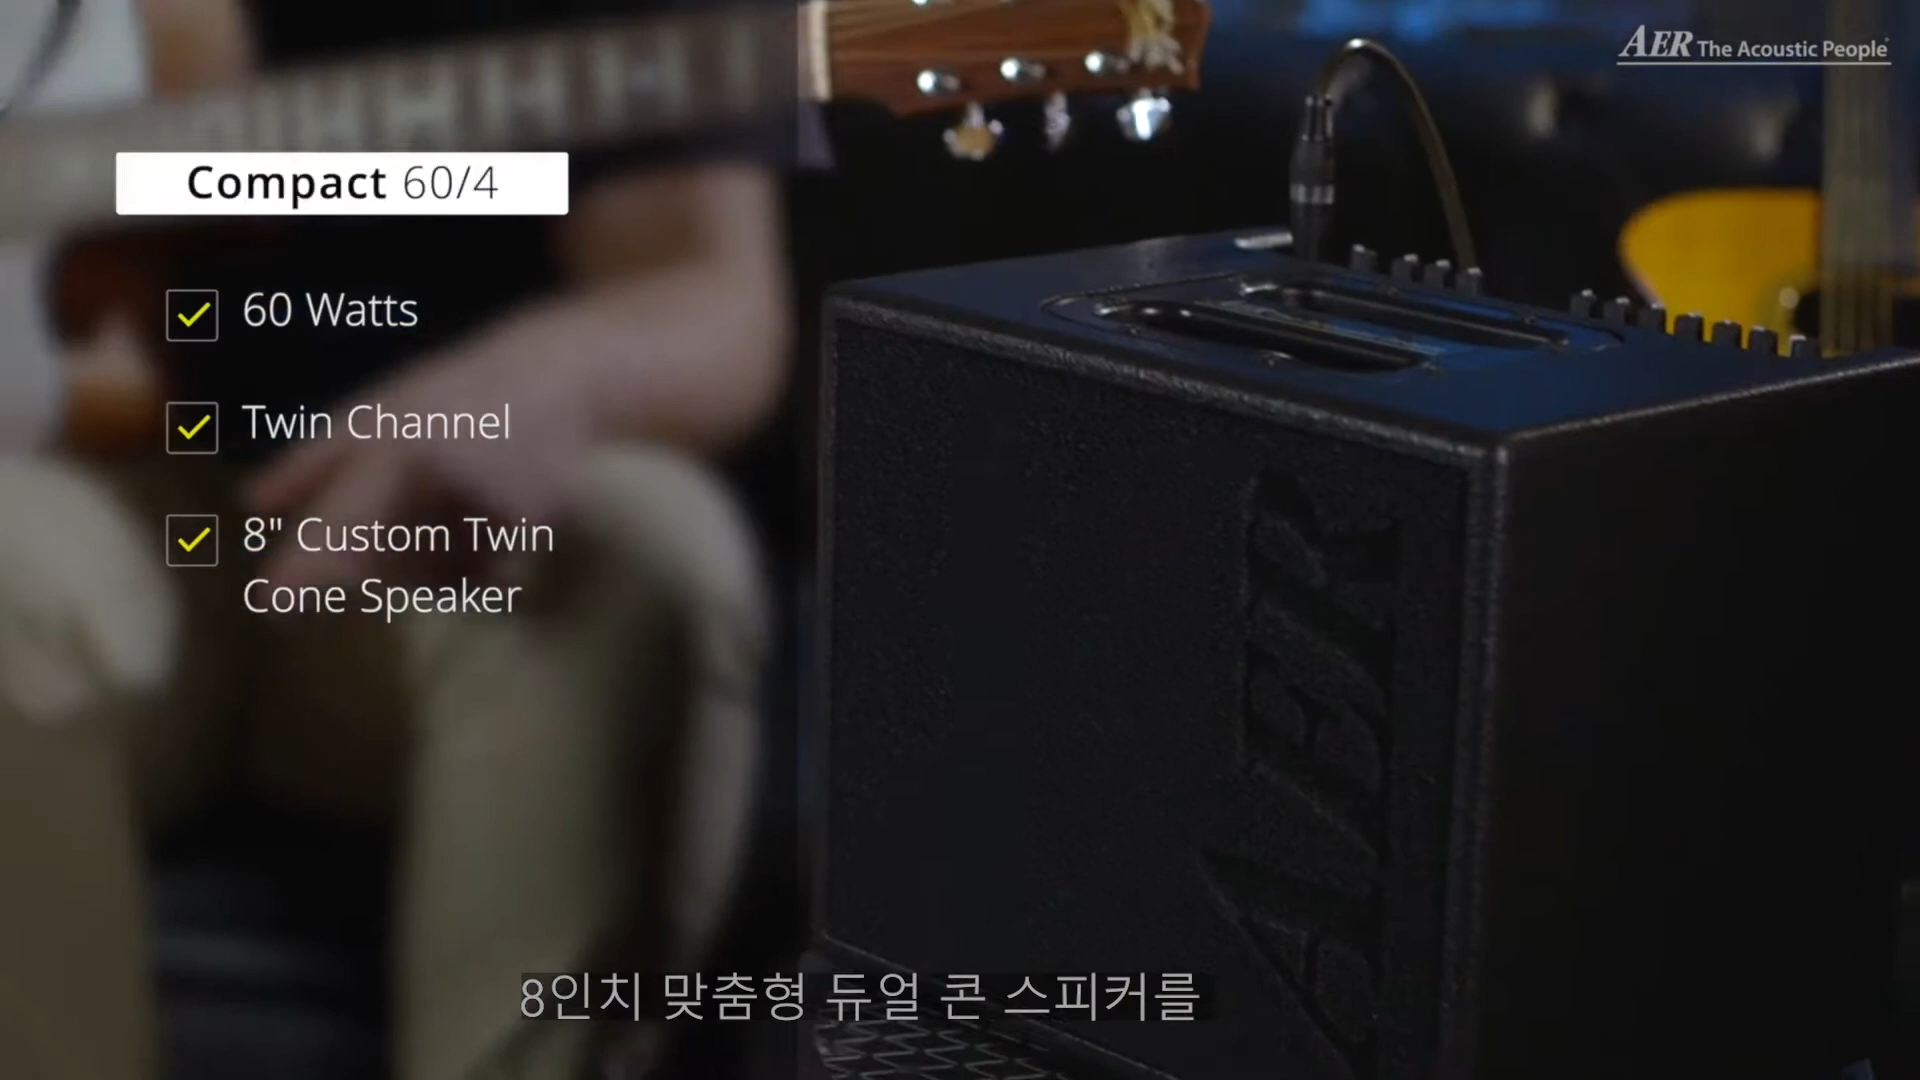 AER The Acoustic People
Compact 60/4
60 Watts
Twin Channel
8" Custom Twin
Cone Speaker
AER
8인치 맞춤형 듀얼 콘 스피커를